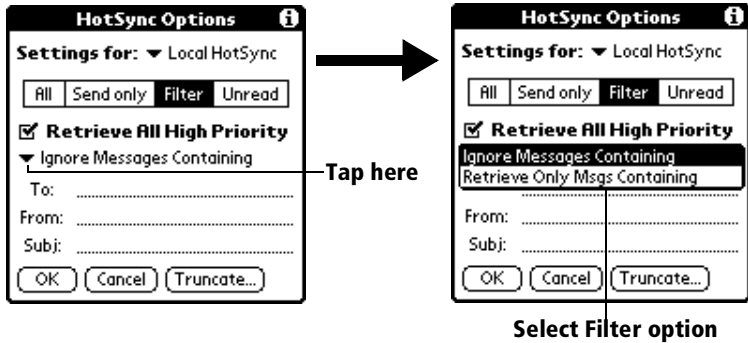 HotSync Options
Settings for: Local HotSync
All Send only Filter Unread
Retrieve All High Priority
Ignore Messages Containing
To:
From:
Subj:
OK Cancel Truncate...
Tap here
HotSync Options
Settings for: Local HotSync
All Send only Filter Unread
Retrieve All High Priority
Ignore Messages Containing
Retrieve Only Msgs Containing
From:
Subj:
OK Cancel Truncate...
Select Filter option